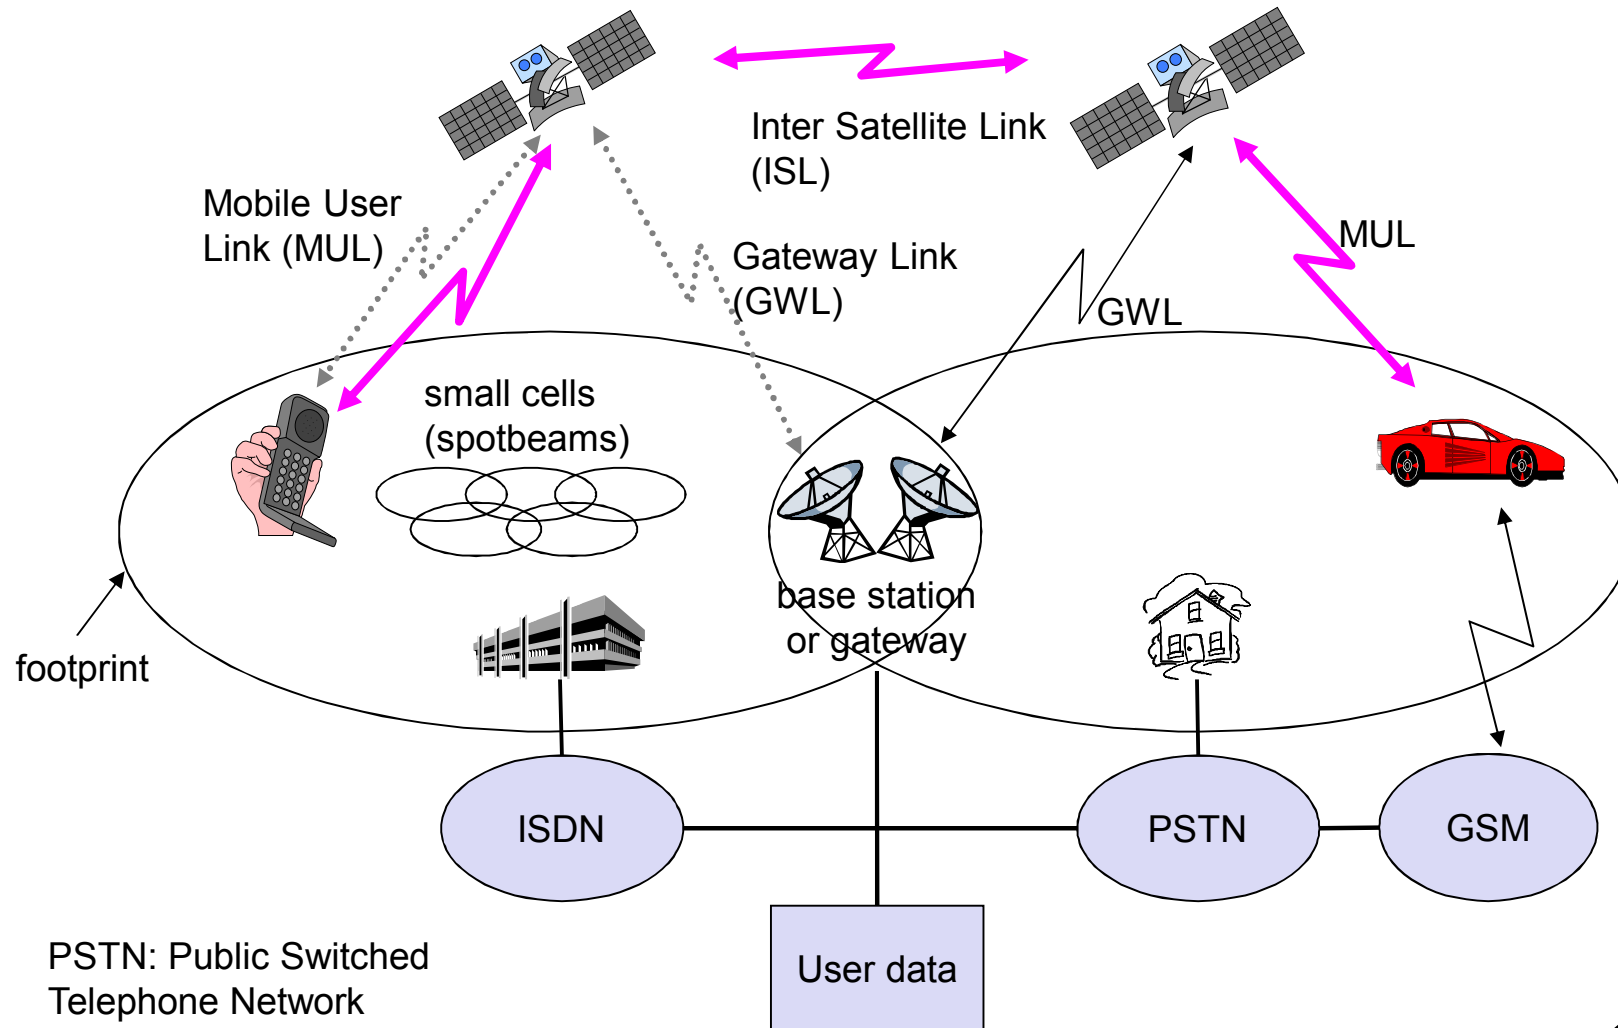 Inter Satellite Link
(ISL)
Mobile User
Link (MUL)
Gateway Link
(GWL)
MUL
GWL
small cells
(spotbeams)
base station
or gateway
footprint
ISDN
PSTN
GSM
User data
PSTN: Public Switched
Telephone Network